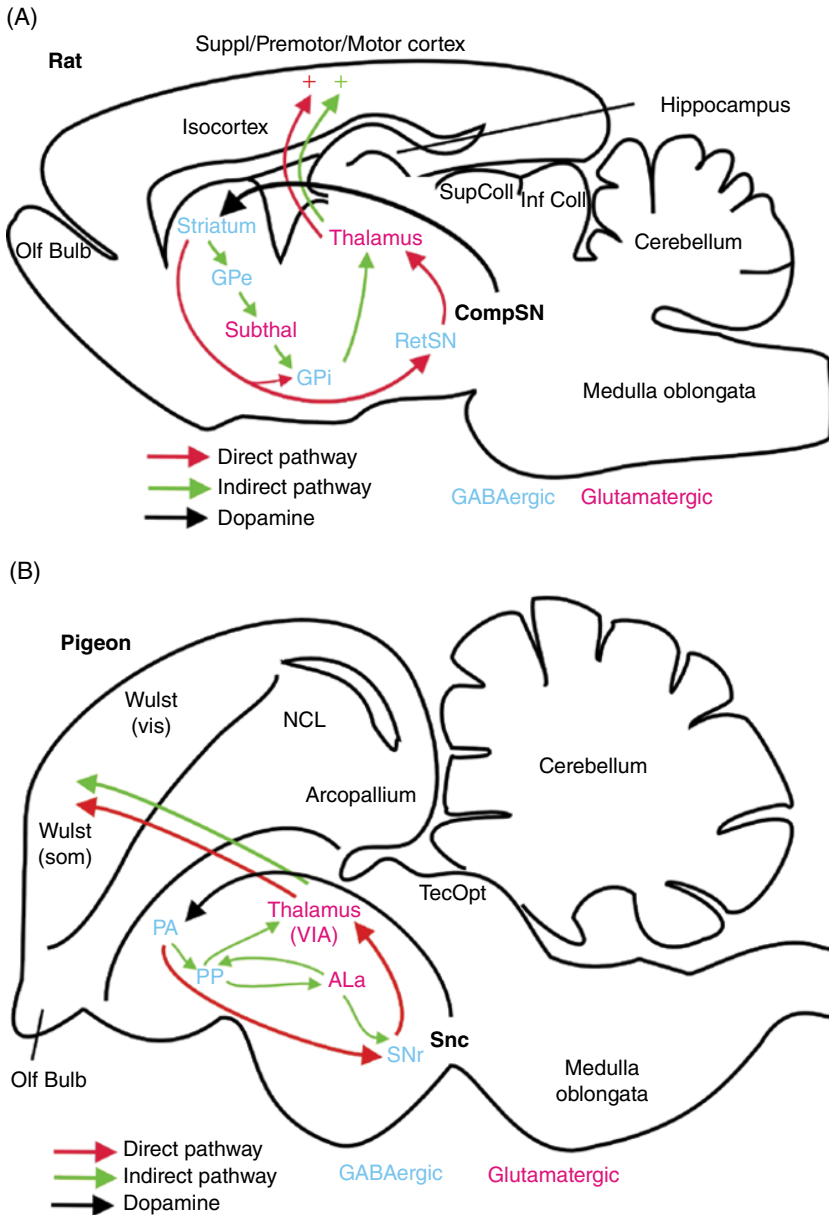 (A)
Suppl/Premotor/Motor cortex
Rat
+ +
Hippocampus
Isocortex
SupColl
Inf Coll
Striatum
Thalamus
Olf Bulb
Cerebellum
GPe
CompSN
Subthal
RetSN
GPi
Medulla oblongata
Direct pathway
Indirect pathway
GABAergic Glutamatergic
Dopamine
(B)
Pigeon
Wulst
(vis)
NCL
Cerebellum
Arcopallium
Wulst
(som)
TecOpt
Thalamus
(VIA)
PA
PP
ALa
Snc
SNr
Olf Bulb
Medulla
oblongata
Direct pathway
Indirect pathway
GABAergic Glutamatergic
Dopamine